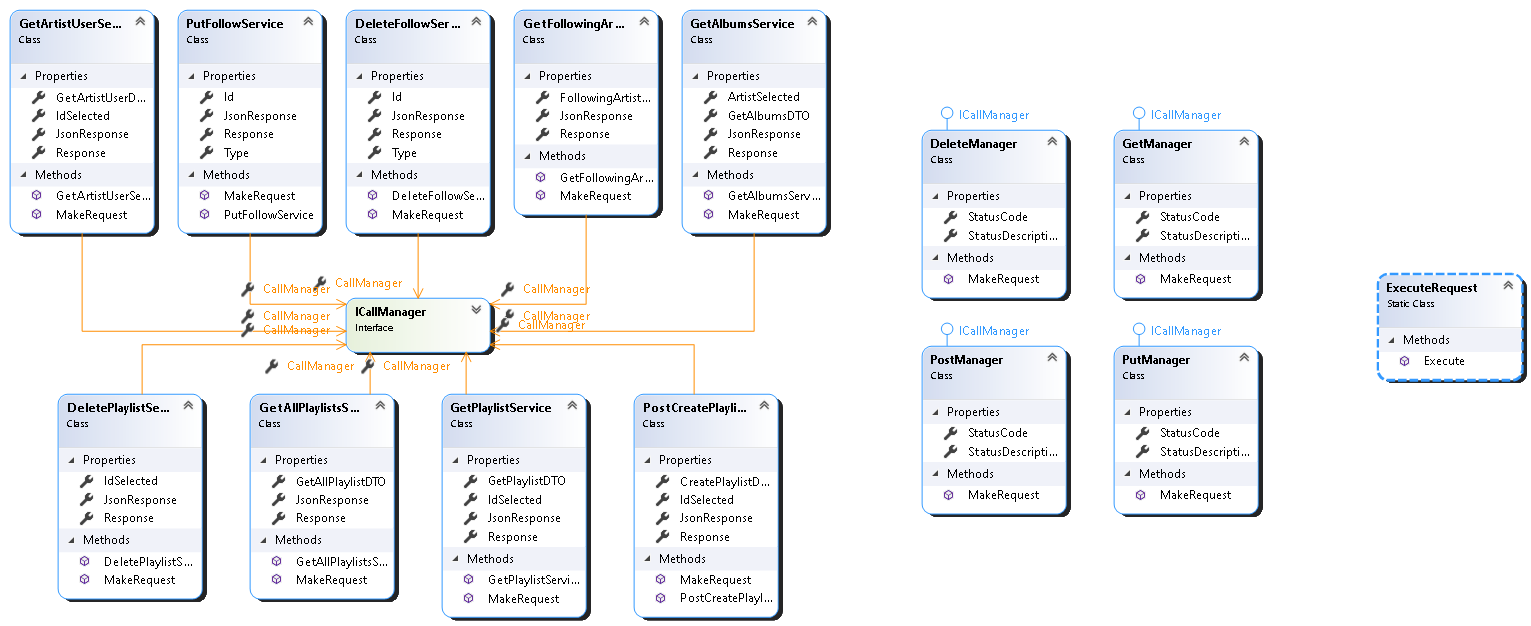 GetArtistUserSe...
Class
Properties
GetArtistUserD...
IdSelected
JsonResponse
Response
Methods
GetArtistUserSe...
MakeRequest
PutFollowService
Class
Properties
Id
JsonResponse
Response
Type
Methods
MakeRequest
PutFollowService
DeleteFollowSer...
Class
Properties
Id
JsonResponse
Response
Type
Methods
DeleteFollowSe...
MakeRequest
GetFollowingAr...
Class
Properties
FollowingArtist...
JsonResponse
Response
Methods
GetFollowingAr...
MakeRequest
GetAlbumsService
Class
Properties
ArtistSelected
GetAlbumsDTO
JsonResponse
Response
Methods
GetAlbumsServ...
MakeRequest
CallManager
CallManager
CallManager
CallManager
CallManager
CallManager
CallManager
ICallManager
Interface
CallManager
CallManager
DeletePlaylistSe...
Class
Properties
IdSelected
JsonResponse
Response
Methods
DeletePlaylistS...
MakeRequest
GetAllPlaylistsS...
Class
Properties
GetAllPlaylistDTO
JsonResponse
Response
Methods
GetAllPlaylistsS...
MakeRequest
GetPlaylistService
Class
Properties
GetPlaylistDTO
IdSelected
JsonResponse
Response
Methods
GetPlaylistServi...
MakeRequest
PostCreatePlayli...
Class
Properties
CreatePlaylistD...
IdSelected
JsonResponse
Response
Methods
MakeRequest
PostCreatePlayl...
ICallManager
DeleteManager
Class
Properties
StatusCode
StatusDescripti...
Methods
MakeRequest
ICallManager
GetManager
Class
Properties
StatusCode
StatusDescripti...
Methods
MakeRequest
ICallManager
PostManager
Class
Properties
StatusCode
StatusDescripti...
Methods
MakeRequest
ICallManager
PutManager
Class
Properties
StatusCode
StatusDescripti...
Methods
MakeRequest
ExecuteRequest
Static Class
Methods
Execute